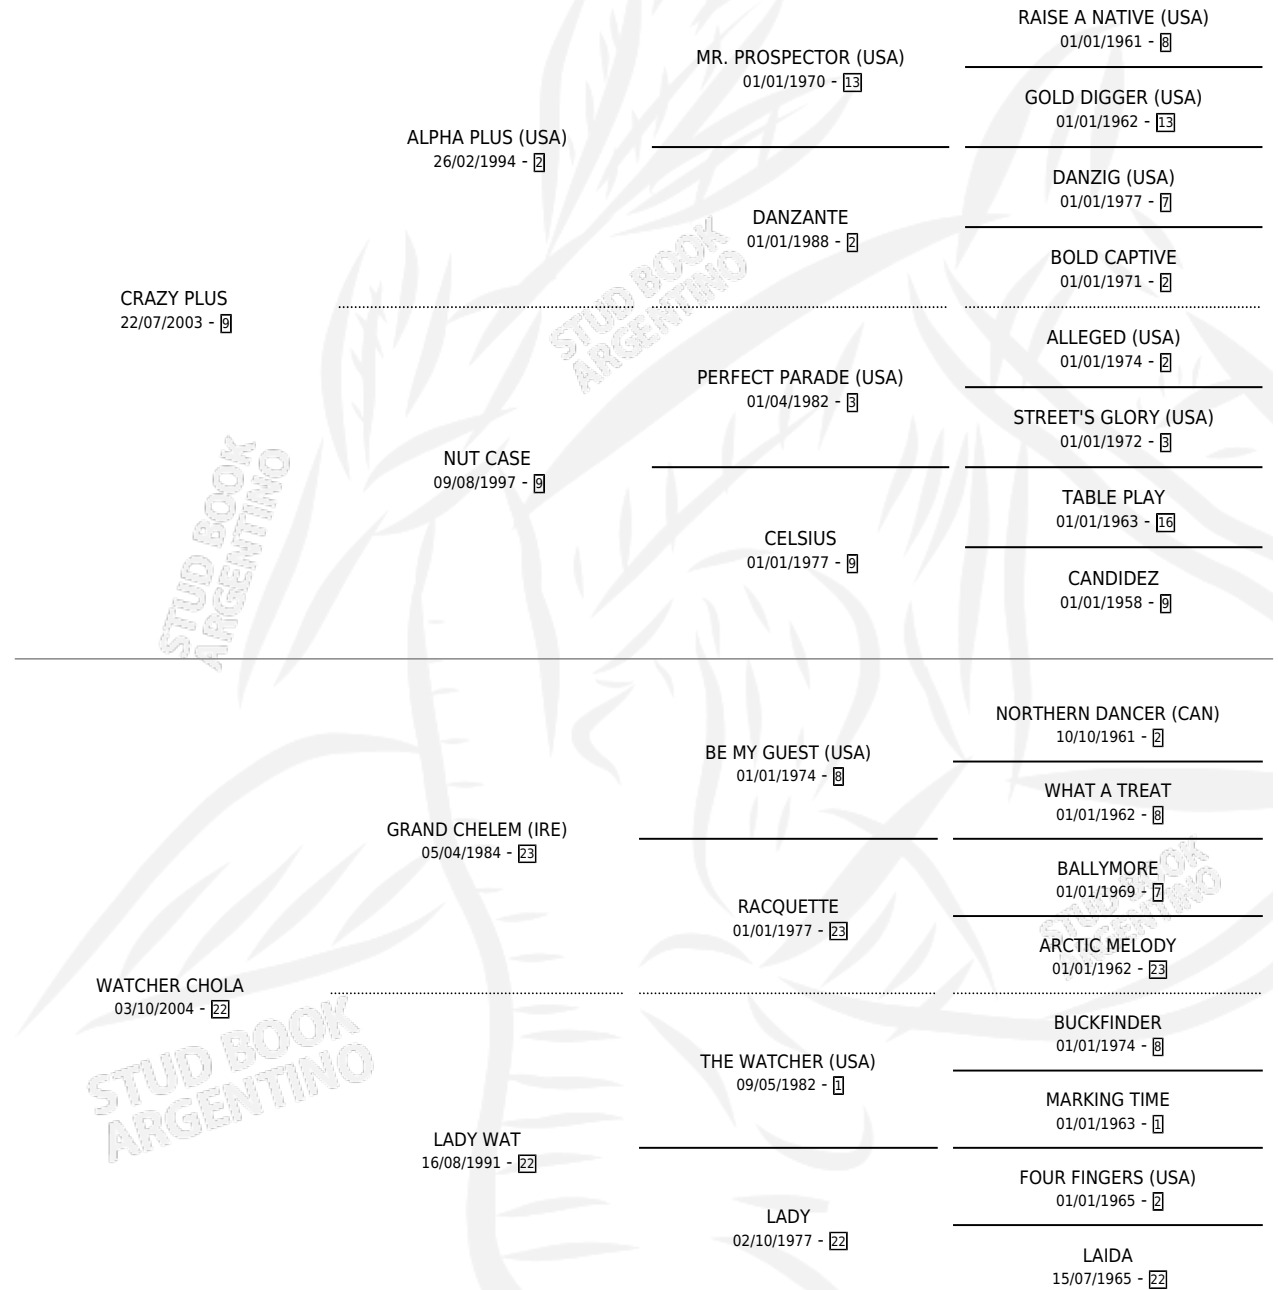 RAISE A NATIVE (USA)
01/01/1961 - 8
MR. PROSPECTOR (USA)
01/01/1970 - 13
GOLD DIGGER (USA)
01/01/1962 - 13
ALPHA PLUS (USA)
26/02/1994 - 2
DANZIG (USA)
01/01/1977 - 7
DANZANTE
01/01/1988 - 2
BOLD CAPTIVE
01/01/1971 - 2
CRAZY PLUS
22/07/2003 - 9
STUD BOOK
ARGENTINO
ALLEGED (USA)
01/01/1974 - 2
PERFECT PARADE (USA)
01/04/1982 - 3
STREET'S GLORY (USA)
01/01/1972 - 3
NUT CASE
09/08/1997 - 9
TABLE PLAY
01/01/1963 - 16
CELSIUS
01/01/1977 - 9
CANDIDEZ
01/01/1958 - 9
STUD BOOK
ARGENTINO
NORTHERN DANCER (CAN)
10/10/1961 - 2
BE MY GUEST (USA)
01/01/1974 - 8
WHAT A TREAT
01/01/1962 - 8
GRAND CHELEM (IRE)
05/04/1984 - 23
BALLYMORE
01/01/1969 - 7
STUD BOOK
ARGENTINO
RACQUETTE
01/01/1977 - 23
ARCTIC MELODY
01/01/1962 - 23
WATCHER CHOLA
03/10/2004 - 22
STUD BOOK
ARGENTINO
BUCKFINDER
01/01/1974 - 8
THE WATCHER (USA)
09/05/1982 - 1
MARKING TIME
01/01/1963 - 1
LADY WAT
16/08/1991 - 22
FOUR FINGERS (USA)
01/01/1965 - 2
LADY
02/10/1977 - 22
LAIDA
15/07/1965 - 22